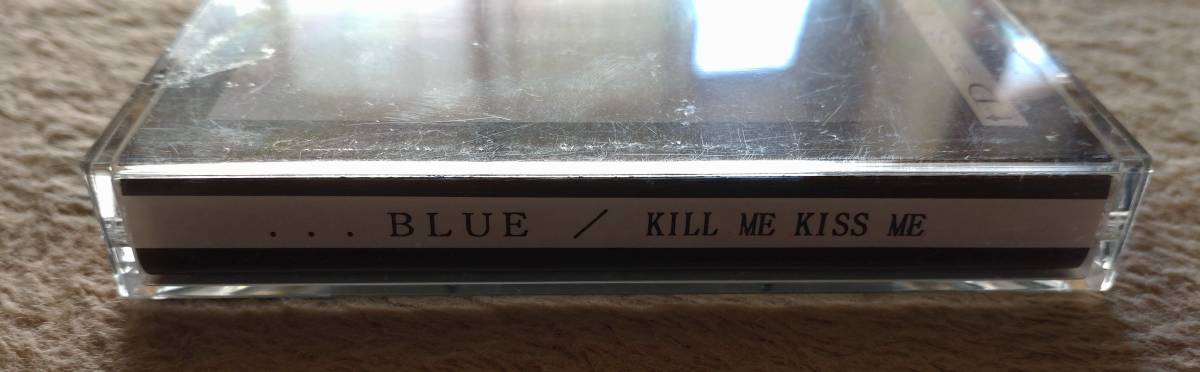 ...BLUE / KILL ME KISS ME